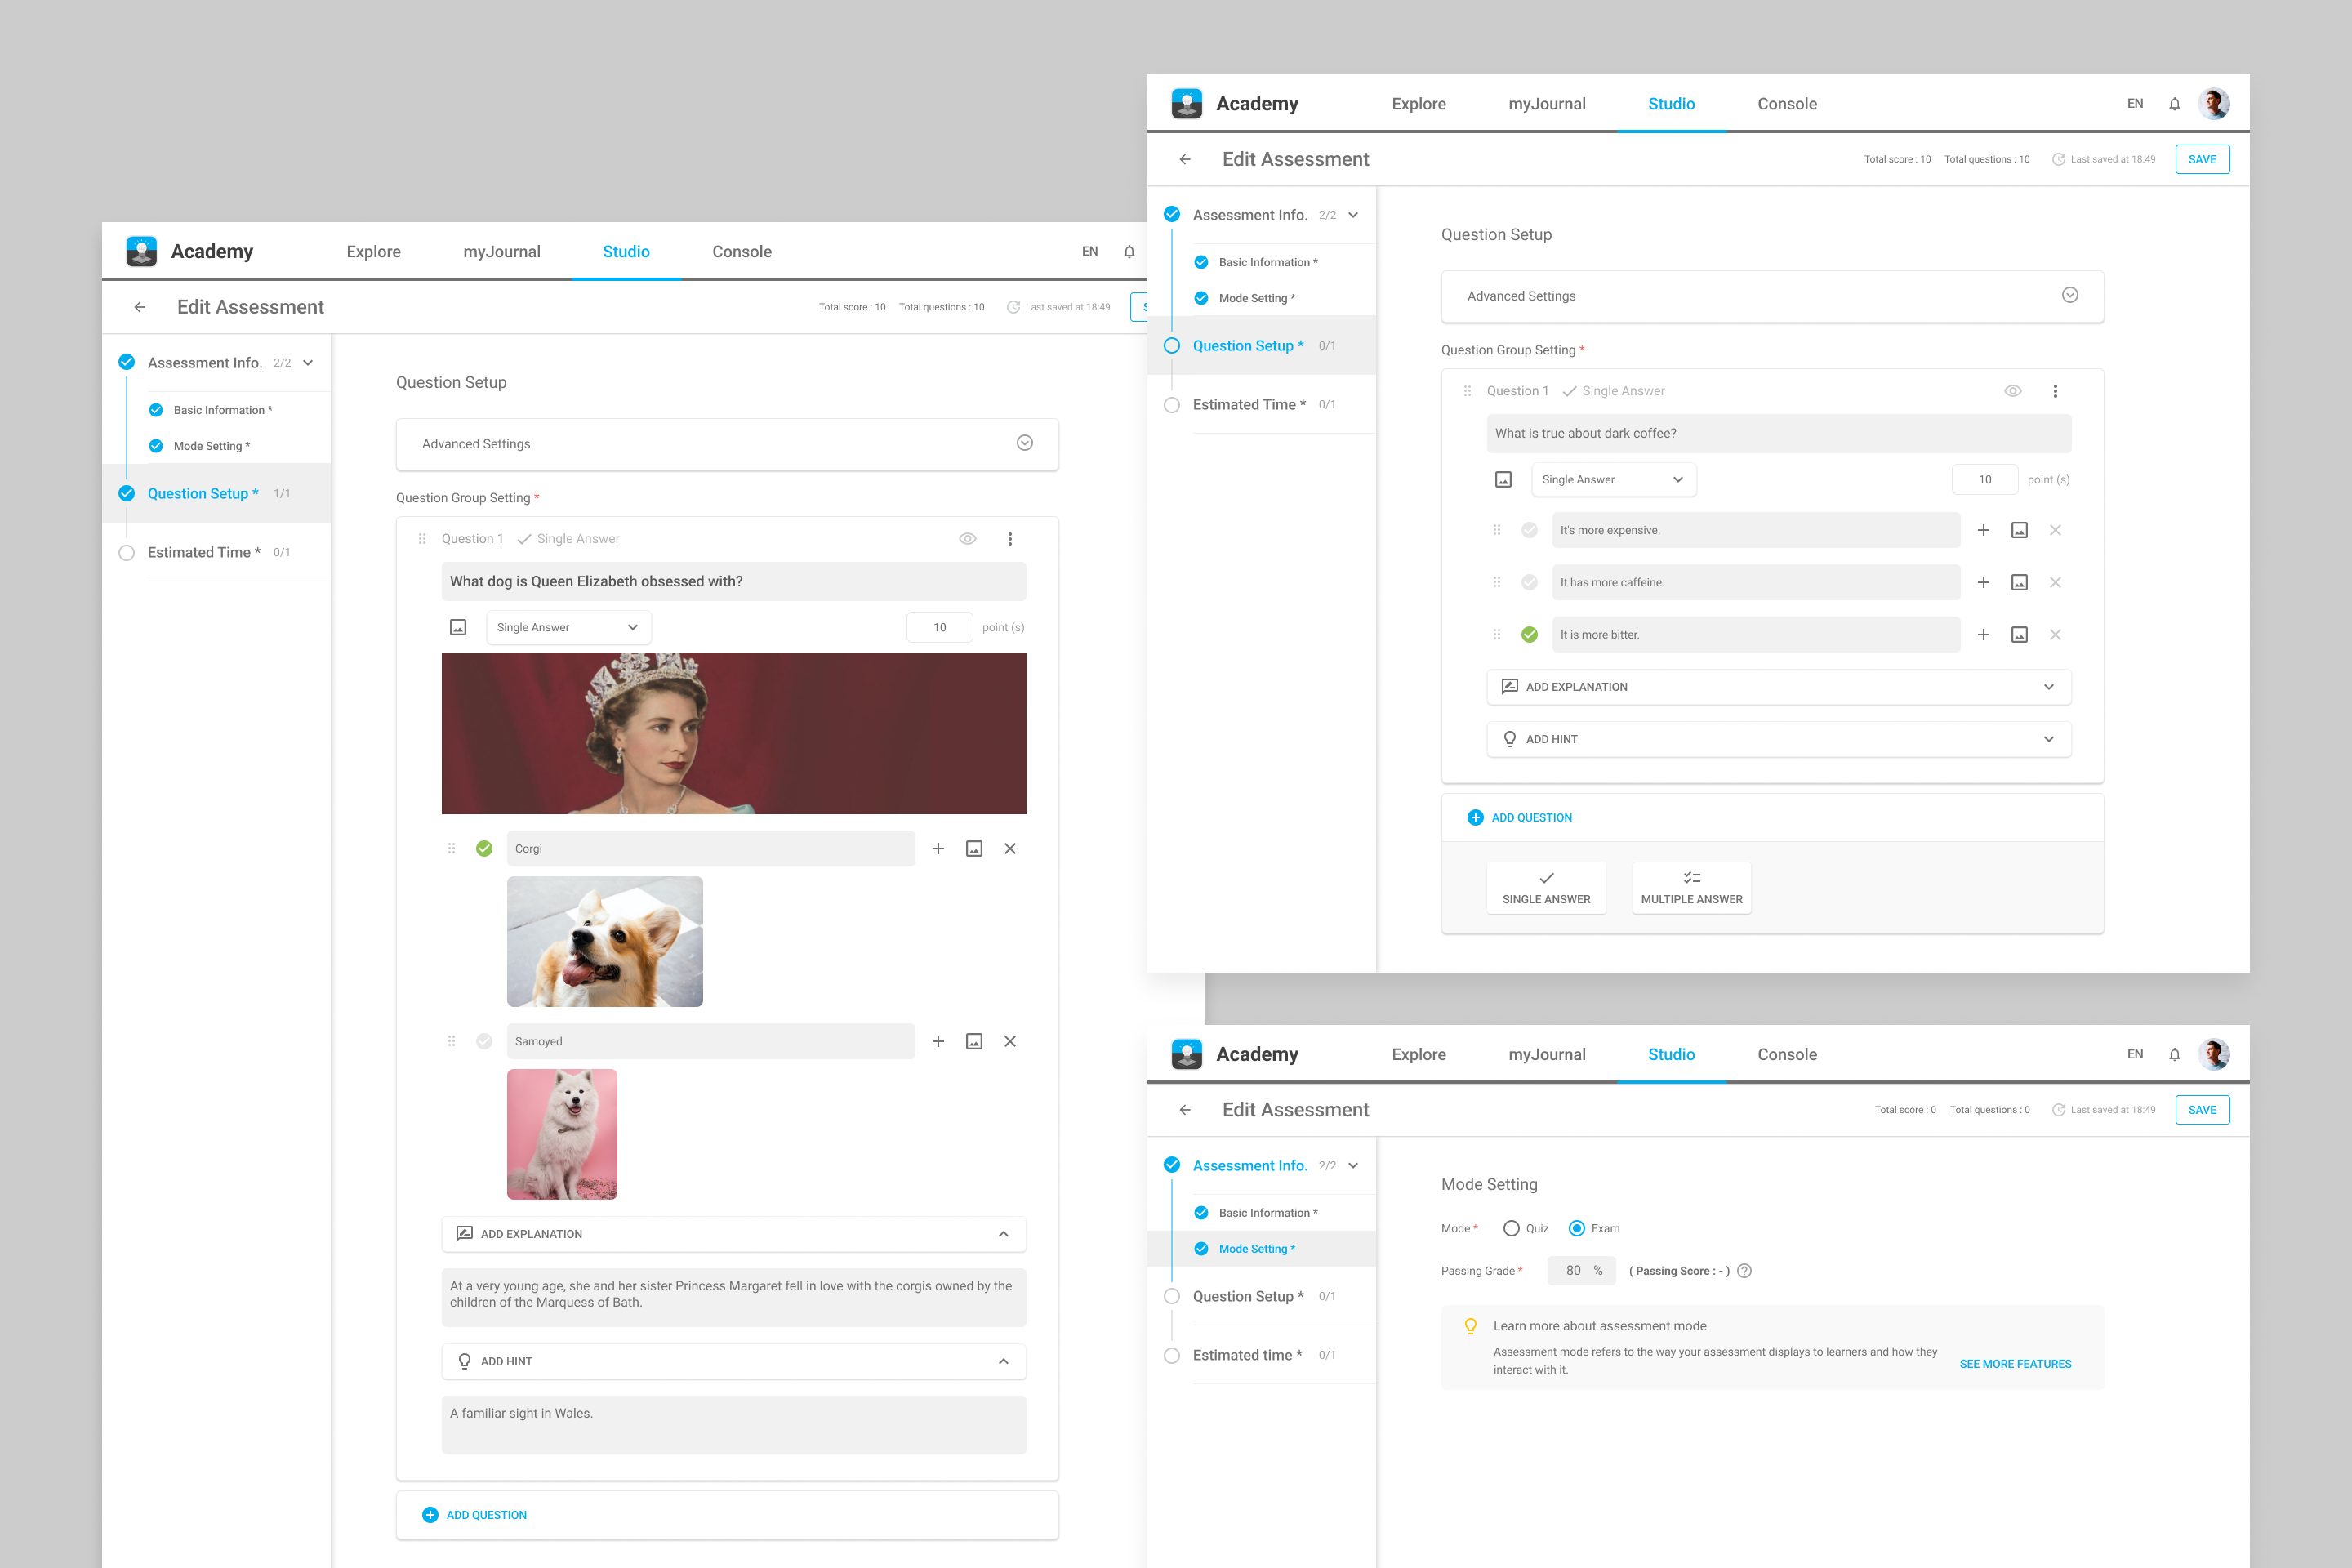 Academy
Explore
myJournal
Studio
Console
EN
Edit Assessment
Total score : 10
Total questions : 10
Last saved at 18:49
S
Assessment Info. 2/2
Basic Information *
Mode Setting *
Question Setup * 1/1
Estimated Time * 0/1
Question Setup
Advanced Settings
Question Group Setting *
Question 1 Single Answer
What dog is Queen Elizabeth obsessed with?
Single Answer
10 point (s)
Corgi
Samoyed
ADD EXPLANATION
At a very young age, she and her sister Princess Margaret fell in love with the corgis owned by the
children of the Marquess of Bath.
ADD HINT
A familiar sight in Wales.
ADD QUESTION
Academy
Explore
myJournal
Studio
Console
EN
Edit Assessment
Total score : 10
Total questions : 10
Last saved at 18:49
SAVE
Assessment Info. 2/2
Basic Information *
Mode Setting *
Question Setup * 0/1
Estimated Time * 0/1
Question Setup
Advanced Settings
Question Group Setting *
Question 1 Single Answer
What is true about dark coffee?
Single Answer
10 point (s)
It's more expensive.
It has more caffeine.
It is more bitter.
ADD EXPLANATION
ADD HINT
ADD QUESTION
SINGLE ANSWER
MULTIPLE ANSWER
Academy
Explore
myJournal
Studio
Console
EN
Edit Assessment
Total score : 0
Total questions : 0
Last saved at 18:49
SAVE
Assessment Info. 2/2
Basic Information *
Mode Setting *
Question Setup * 0/1
Estimated time * 0/1
Mode Setting
Mode * Quiz Exam
Passing Grade * 80 % ( Passing Score : - ) ?
Learn more about assessment mode
Assessment mode refers to the way your assessment displays to learners and how they
interact with it.
SEE MORE FEATURES